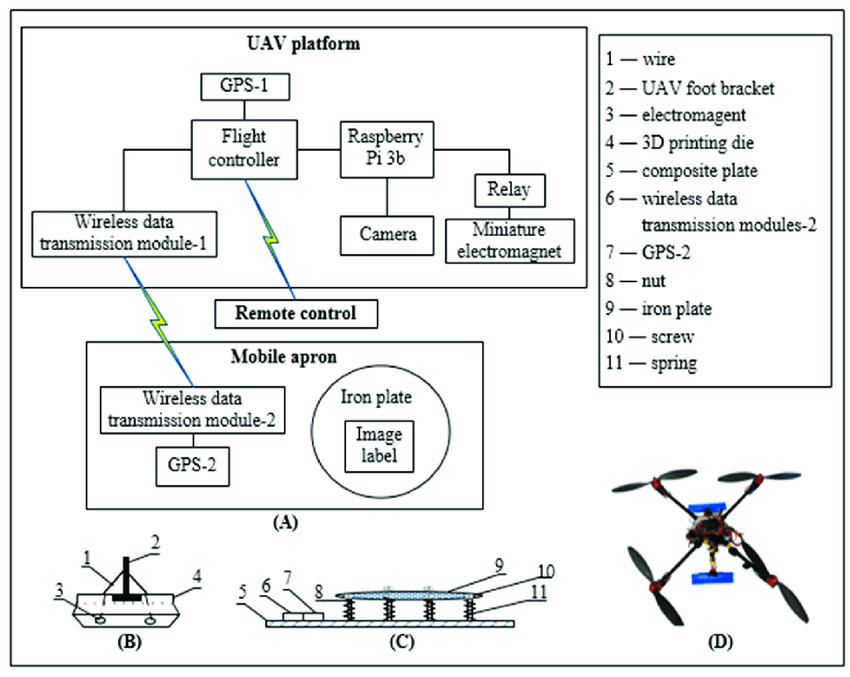 UAV platform
GPS-1
Flight
controller
Raspberry
Pi 3b
Relay
Wireless data
transmission module-1
Camera
Miniature
electromagnet
Remote control
Mobile apron
Wireless data
transmission module-2
GPS-2
Iron plate
Image
label
(A)
1 — wire
2 — UAV foot bracket
3 — electromagent
4 — 3D printing die
5 — composite plate
6 — wireless data
transmission modules-2
7 — GPS-2
8 — nut
9 — iron plate
10 — screw
11 — spring
1
2
3
4
(B)
5
6
7
8
9
10
11
(C)
(D)